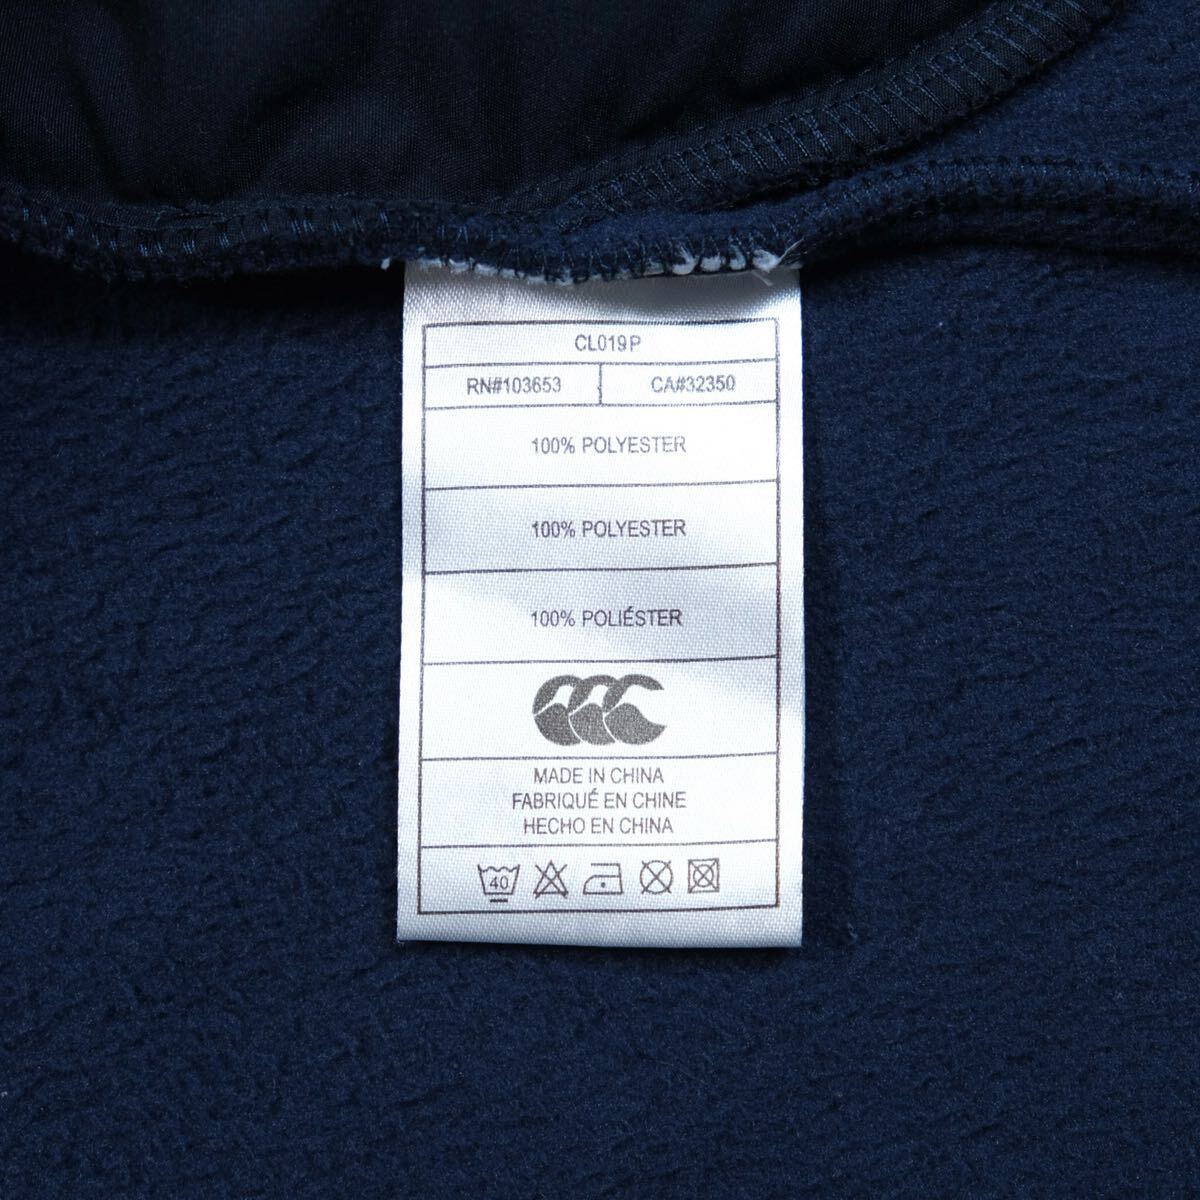 CL019P
RN#103653 CA#32350
100% POLYESTER
100% POLYESTER
100% POLIÉSTER
MADE IN CHINA
FABRIQUÉ EN CHINE
HECHO EN CHINA
40